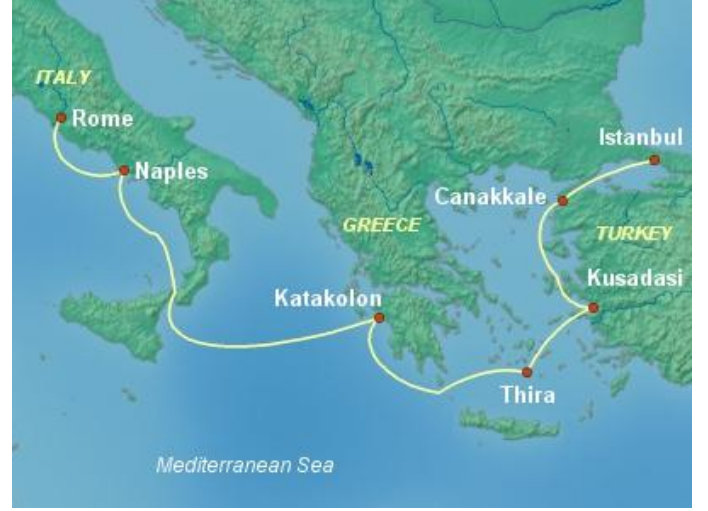 ITALY
Rome
Istanbul
Naples
Canakkale
GREECE
TURKEY
Kusadasi
Katakolon
Thira
Mediterranean Sea